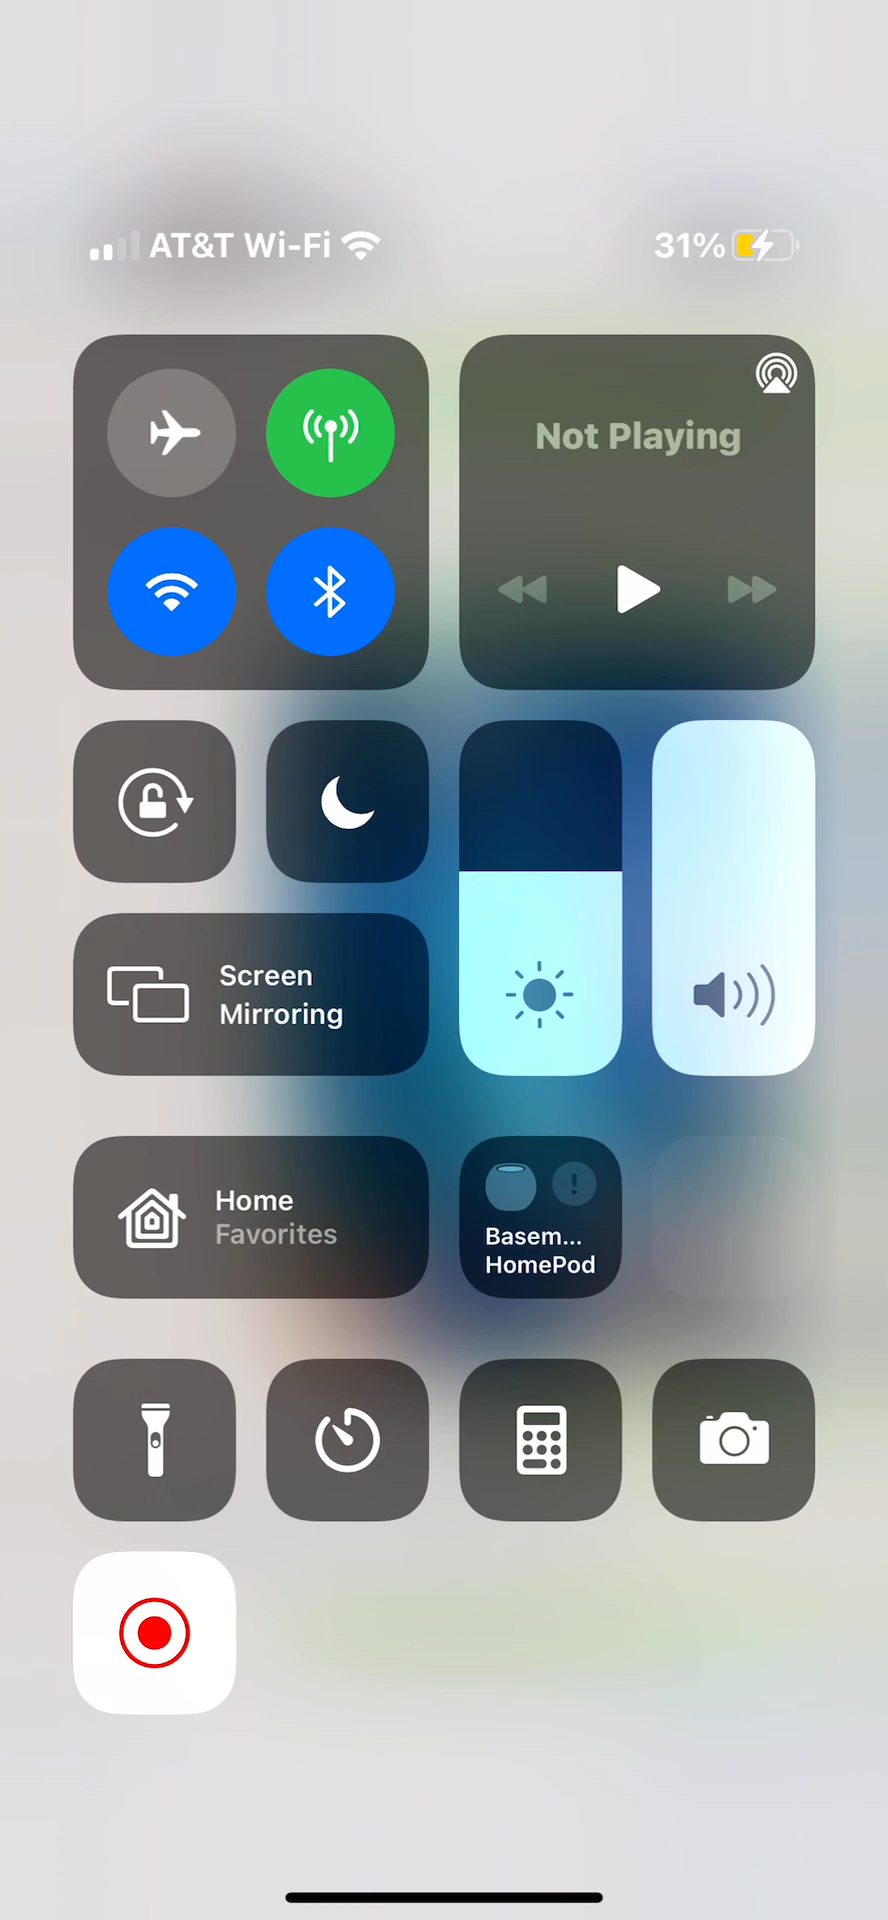 AT&T Wi-Fi
31%
Not Playing
Screen
Mirroring
Home
Favorites
Basem...
HomePod